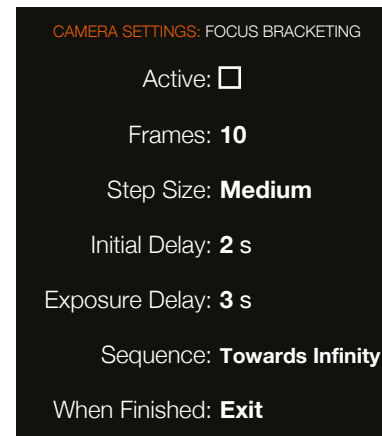 CAMERA SETTINGS: FOCUS BRACKETING
Active:
Frames: 10
Step Size: Medium
Initial Delay: 2 s
Exposure Delay: 3 s
Sequence: Towards Infinity
When Finished: Exit